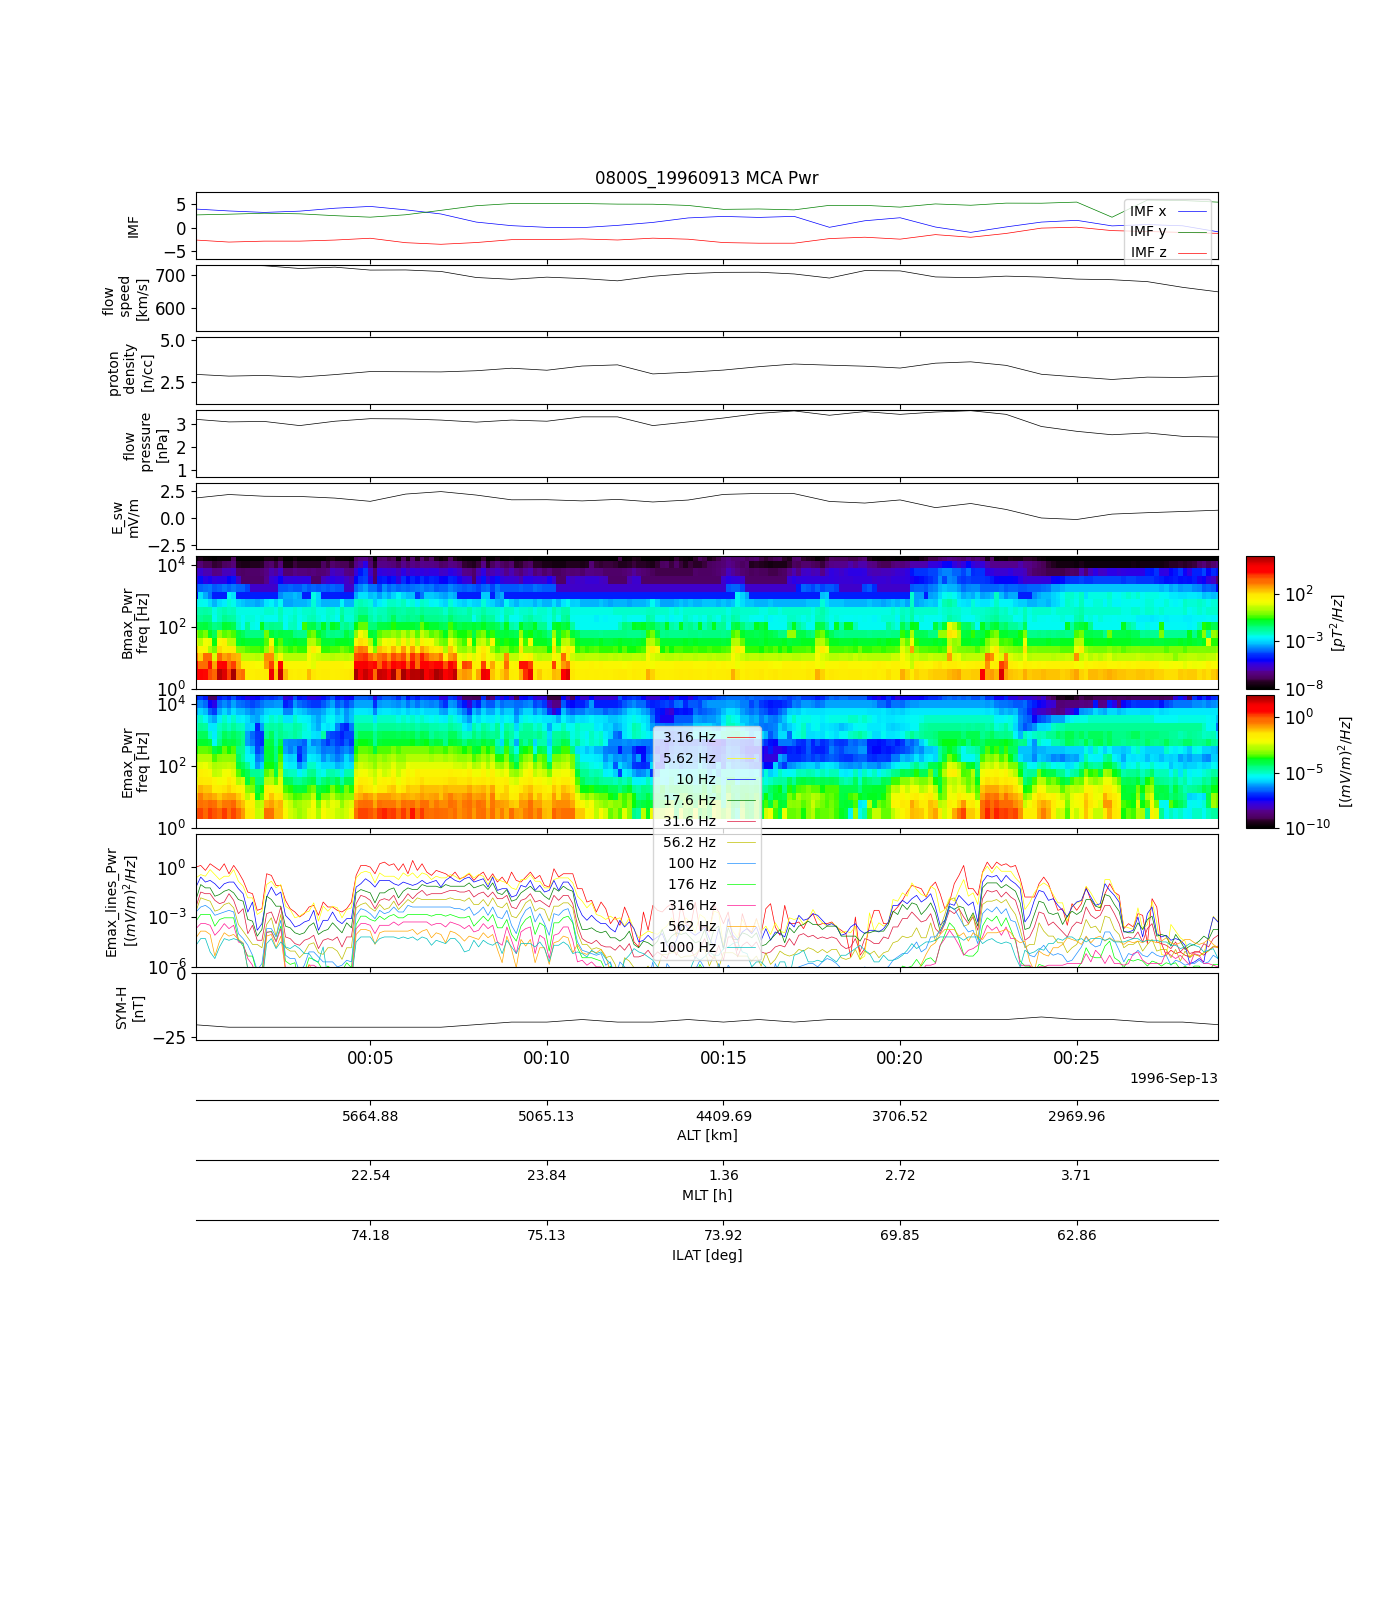 0800S_19960913 MCA Pwr
IMF
5
0
−5
IMF x
IMF y
IMF z
flow
speed
[km/s]
700
600
proton
density
[n/cc]
5.0
2.5
flow
pressure
[nPa]
3
2
1
E_sw
mV/m
2.5
0.0
−2.5
Bmax_Pwr
freq [Hz]
10^4
10^2
10^0
10^2
10^−3
10^−8
[pT^2/Hz]
Emax_Pwr
freq [Hz]
10^4
10^2
10^0
10^0
10^−5
10^−10
[(mV/m)^2/Hz]
3.16 Hz
5.62 Hz
10 Hz
17.6 Hz
31.6 Hz
56.2 Hz
100 Hz
176 Hz
316 Hz
562 Hz
1000 Hz
Emax_lines_Pwr
[(mV/m)^2/Hz]
10^0
10^−3
10^−6
SYM-H
[nT]
0
−25
00:05 00:10 00:15 00:20 00:25
1996-Sep-13
5664.88 5065.13 4409.69 3706.52 2969.96
ALT [km]
22.54 23.84 1.36 2.72 3.71
MLT [h]
74.18 75.13 73.92 69.85 62.86
ILAT [deg]